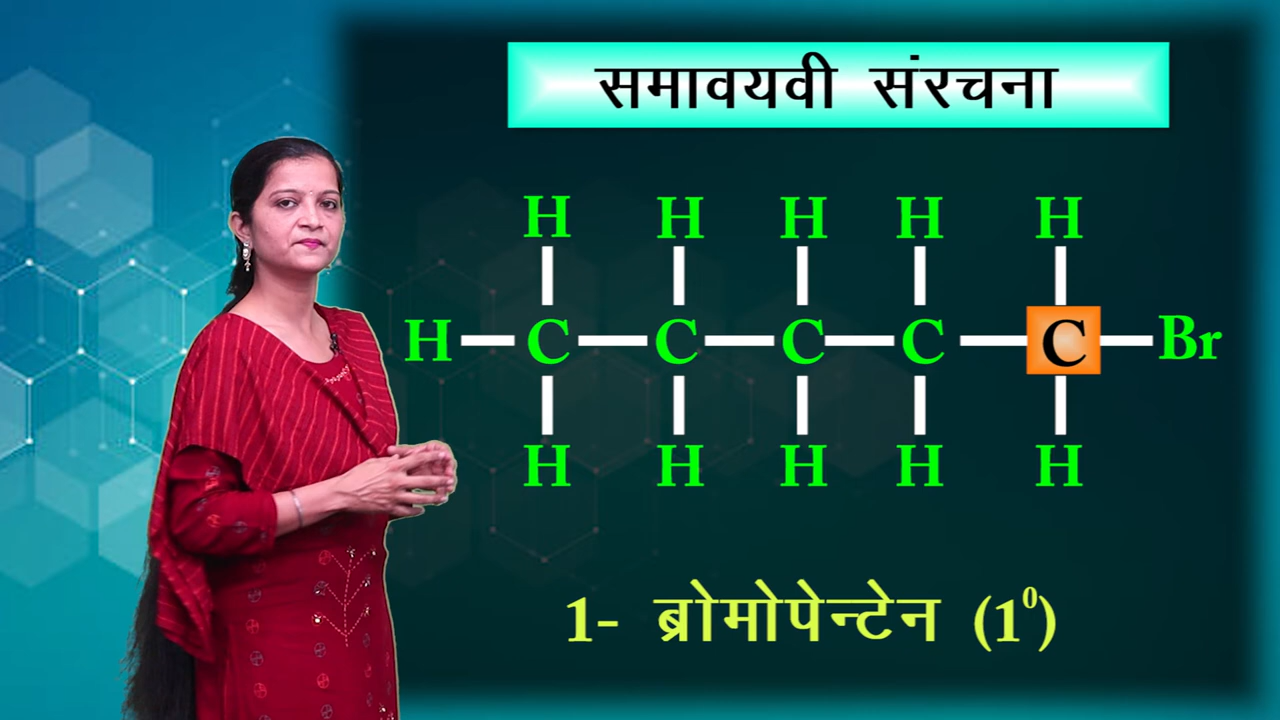 समावयवी संरचना
H H H H H
H C C C C C Br
H H H H H
1- ब्रोमोपेन्टेन (1⁰)